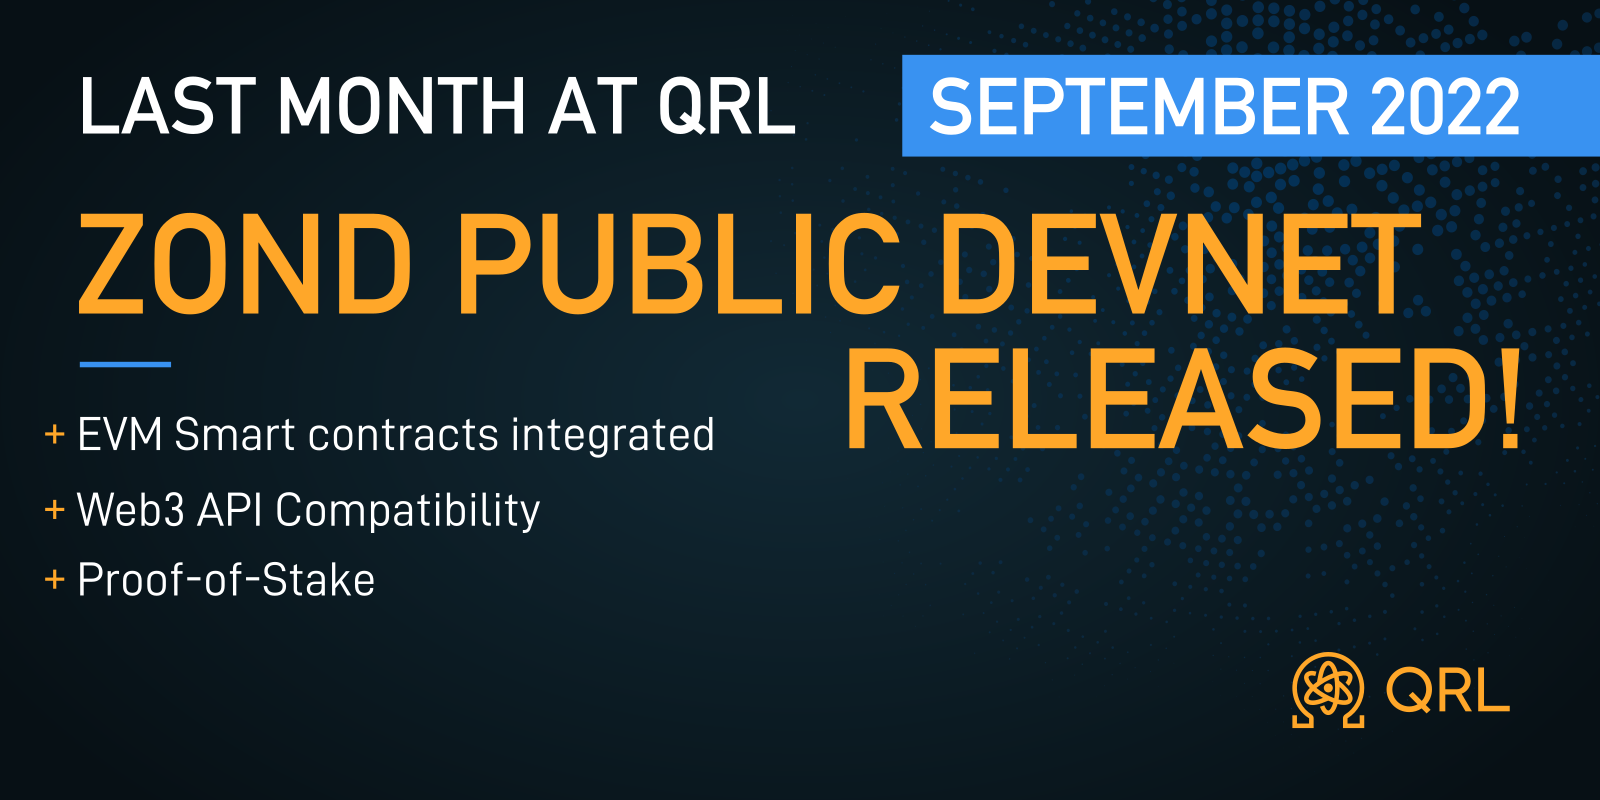 LAST MONTH AT QRL
SEPTEMBER 2022
ZOND PUBLIC DEVNET
RELEASED!
+ EVM Smart contracts integrated
+ Web3 API Compatibility
+ Proof-of-Stake
QRL